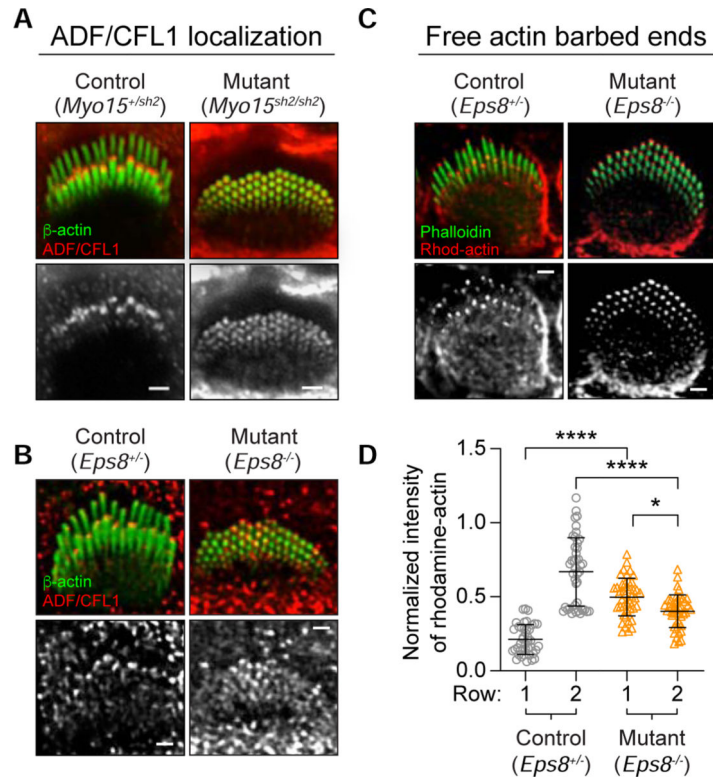 A
ADF/CFL1 localization
Control
(Myo15+/sh2)
Mutant
(Myo15sh2/sh2)
β-actin
ADF/CFL1
B
Control
(Eps8+/-)
Mutant
(Eps8-/-)
β-actin
ADF/CFL1
C
Free actin barbed ends
Control
(Eps8+/-)
Mutant
(Eps8-/-)
Phalloidin
Rhod-actin
D
Normalized intensity
of rhodamine-actin
1.5
1.0
0.5
0.0
****
****
*
Row: 1 2 1 2
Control
(Eps8+/-)
Mutant
(Eps8-/-)